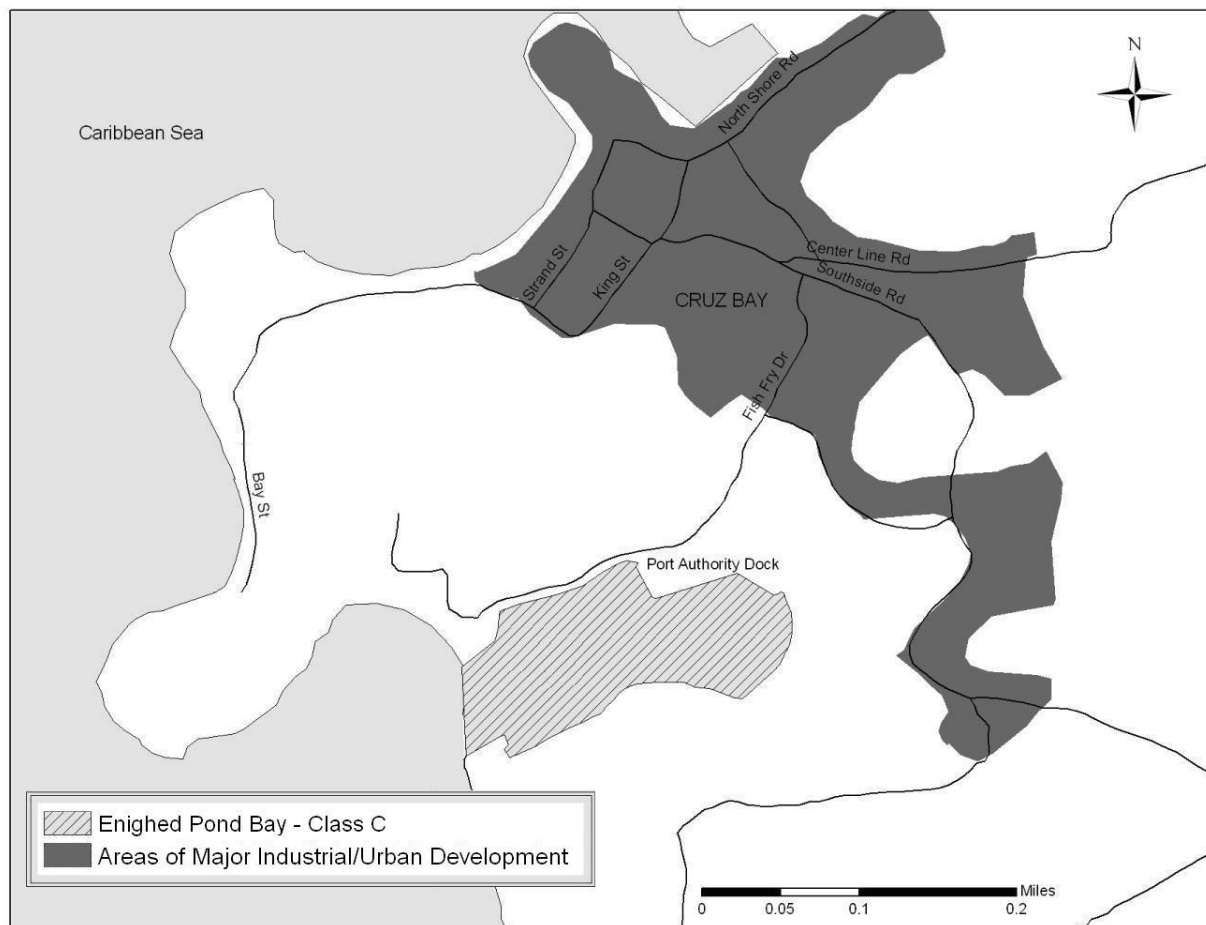 N
Caribbean Sea
North Shore Rd
Center Line Rd
Southside Rd
Strand St
King St
CRUZ BAY
Fish Fry Dr
Bay St
Port Authority Dock
Enighed Pond Bay - Class C
Areas of Major Industrial/Urban Development
Miles
0 0.05 0.1 0.2